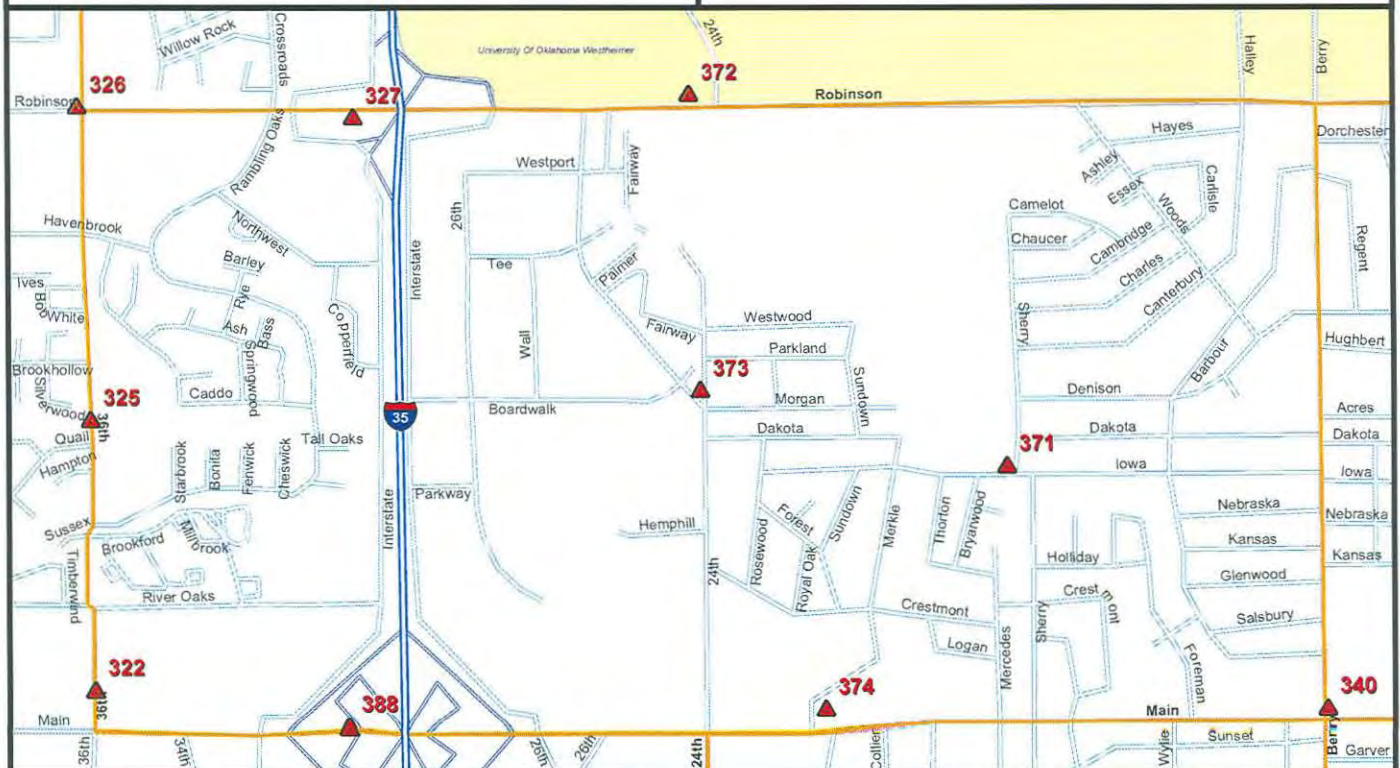 Willow Rock
Crossroads
24th
University Of Oklahoma Westheimer
Halley
Berry
326
327
372
Robinson
Robinson
Rambling Oaks
Hayes
Dorchester
Westport
Fairway
Ashley
Essex
Carlisle
Woods
Camelot
26th
Havenbrook
Northwest
Interstate
Chaucer
Cambridge
Regent
Barley
Tee
Palmer
Charles
Canterbury
Ives
Bo
White
Rye
Ash
Bass
Copperfield
Wall
Fairway
Westwood
Sherry
Hughbert
Parkland
Barbour
Brookhollow
Silverwood
Springwood
373
Sundown
325
Caddo
Boardwalk
35
Morgan
Denison
Acres
36th
Quail
Hampton
Tall Oaks
Dakota
Dakota
Dakota
371
Iowa
Iowa
Starbrook
Bonita
Fenwick
Cheswick
Parkway
Interstate
Nebraska
Nebraska
Sussex
Brookford
Millbrook
Hemphill
Forest
Sundown
Merkle
Thorton
Bryarwood
Kansas
Kansas
Holliday
Timberwind
24th
Rosewood
Royal Oak
Glenwood
River Oaks
Crestmont
Crestmont
Salsbury
Mercedes
Sherry
Logan
Foreman
322
36th
388
374
340
Main
Main
36th
34th
26th
26th
24th
Collier
Wylie
Sunset
Berry
Garver